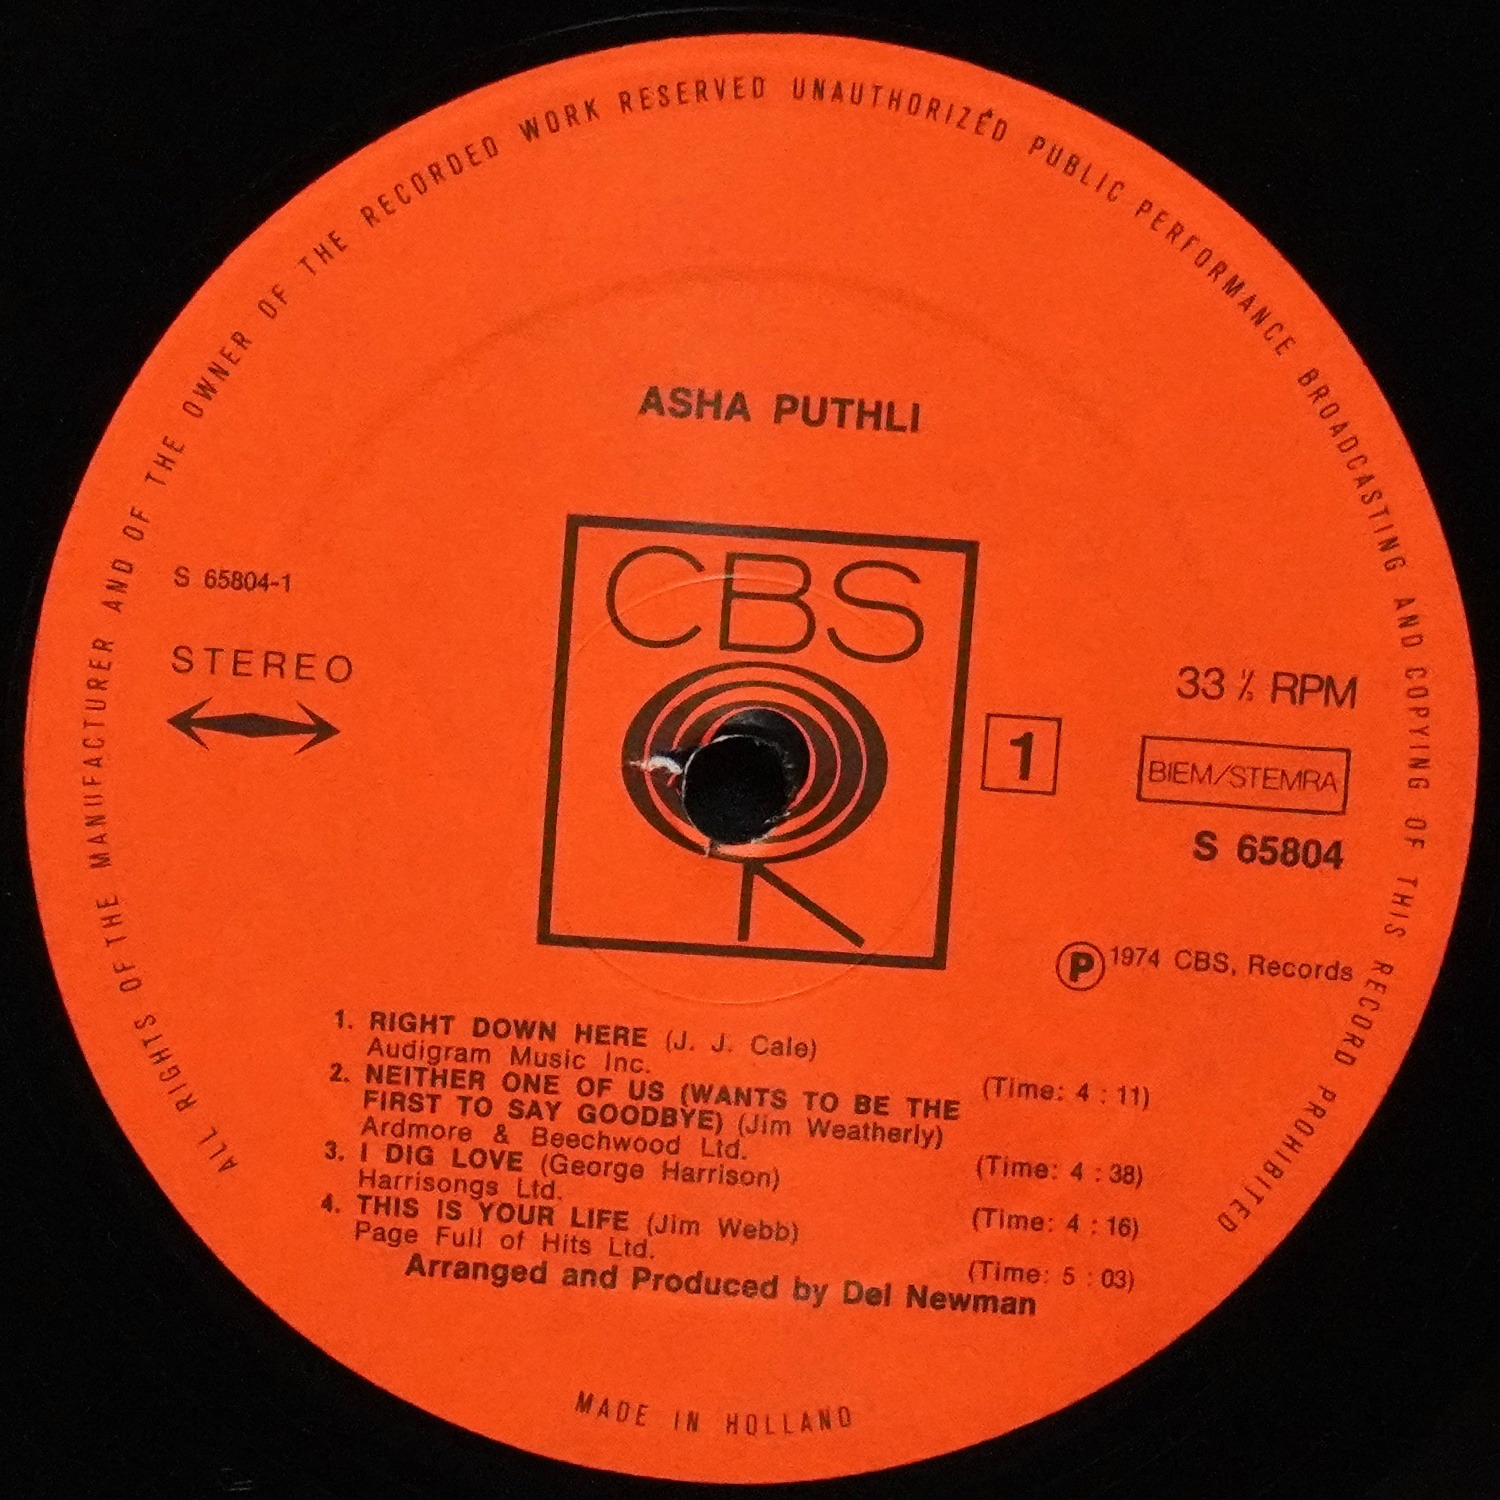 ALL RIGHTS OF THE MANUFACTURER AND OF THE OWNER OF THE RECORDED WORK RESERVED UNAUTHORIZED PUBLIC PERFORMANCE BROADCASTING AND COPYING OF THIS RECORD PROHIBITED
ASHA PUTHLI
CBS
S 65804-1
STEREO
33 ⅓ RPM
1
BIEM/STEMRA
S 65804
Ⓟ 1974 CBS, Records
1. RIGHT DOWN HERE (J. J. Cale)
Audigram Music Inc. (Time: 4 : 11)
2. NEITHER ONE OF US (WANTS TO BE THE
FIRST TO SAY GOODBYE) (Jim Weatherly)
Ardmore & Beechwood Ltd. (Time: 4 : 38)
3. I DIG LOVE (George Harrison)
Harrisongs Ltd. (Time: 4 : 16)
4. THIS IS YOUR LIFE (Jim Webb)
Page Full of Hits Ltd. (Time: 5 : 03)
Arranged and Produced by Del Newman
MADE IN HOLLAND